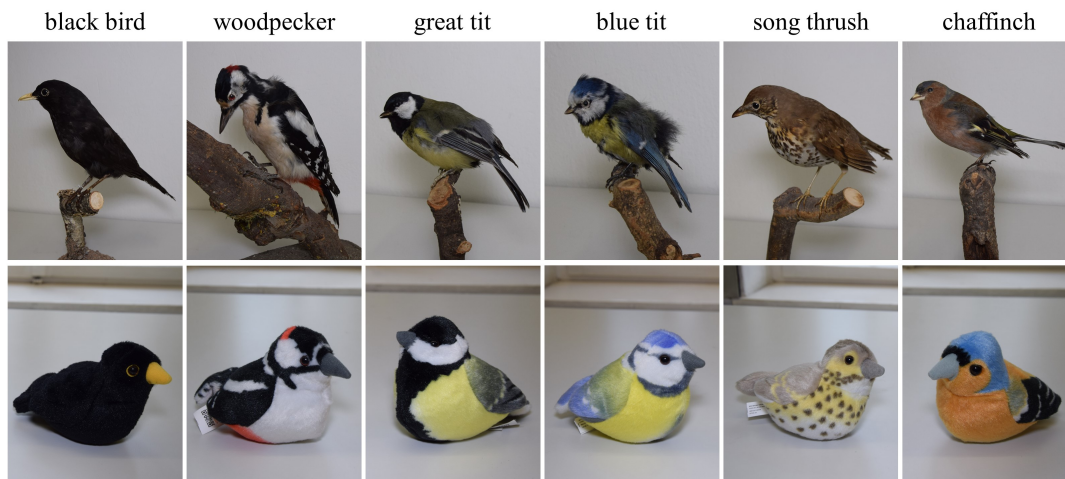 black bird
woodpecker
great tit
blue tit
song thrush
chaffinch